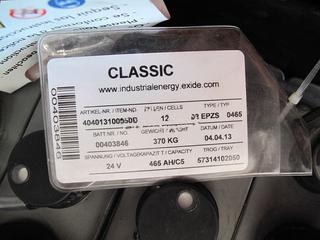 CLASSIC
www.industrialenergy.exide.com
ARTIKEL-NR. / ITEM-NO. ZELLEN / CELLS TYPE / TYP
12 EPZS 0465
BATT.NR. / NO GEWICHT / WEIGHT DATUM / DATE
00403846 370 KG 04.04.13
SPANNUNG / VOLTAGE KAPAZIT / CAPACITY TROG / TRAY
24 V 465 AH/C5 57314102050
00403846